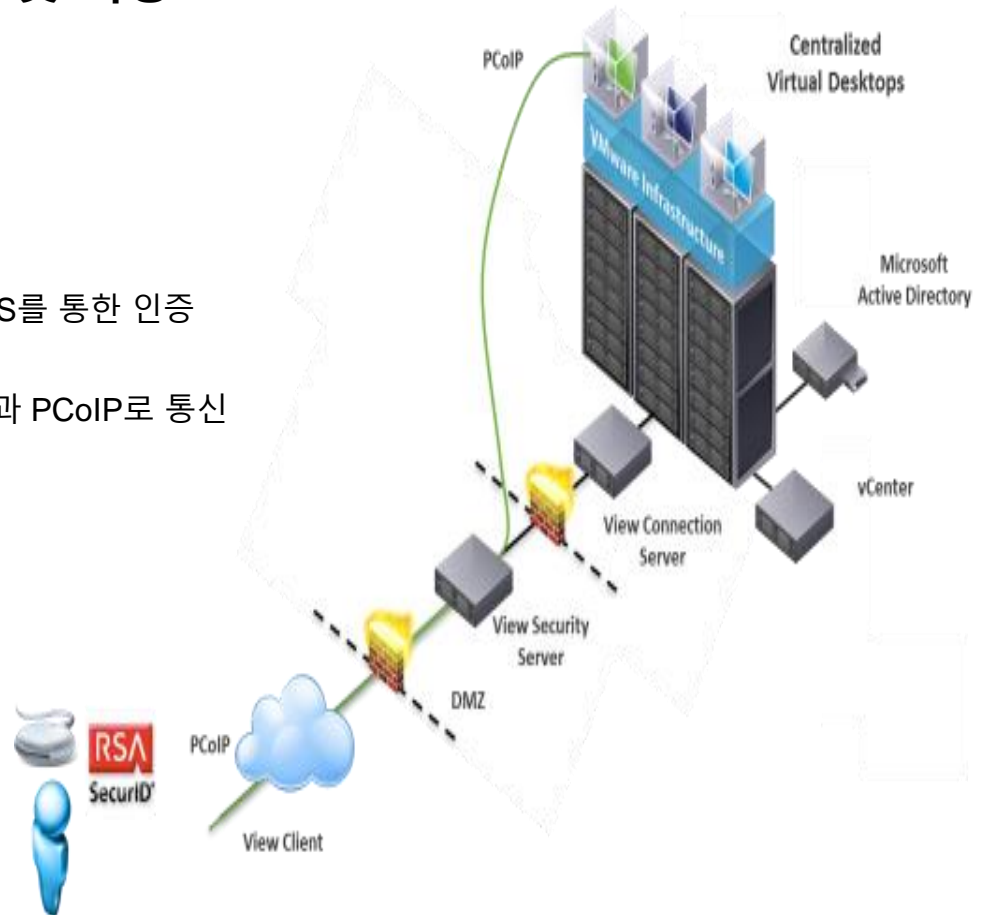 PCoIP
Centralized
Virtual Desktops
VMware Infrastructure
Microsoft
Active Directory
S를 통한 인증
과 PCoIP로 통신
vCenter
View Connection
Server
View Security
Server
DMZ
RSA
SecurID
PCoIP
View Client